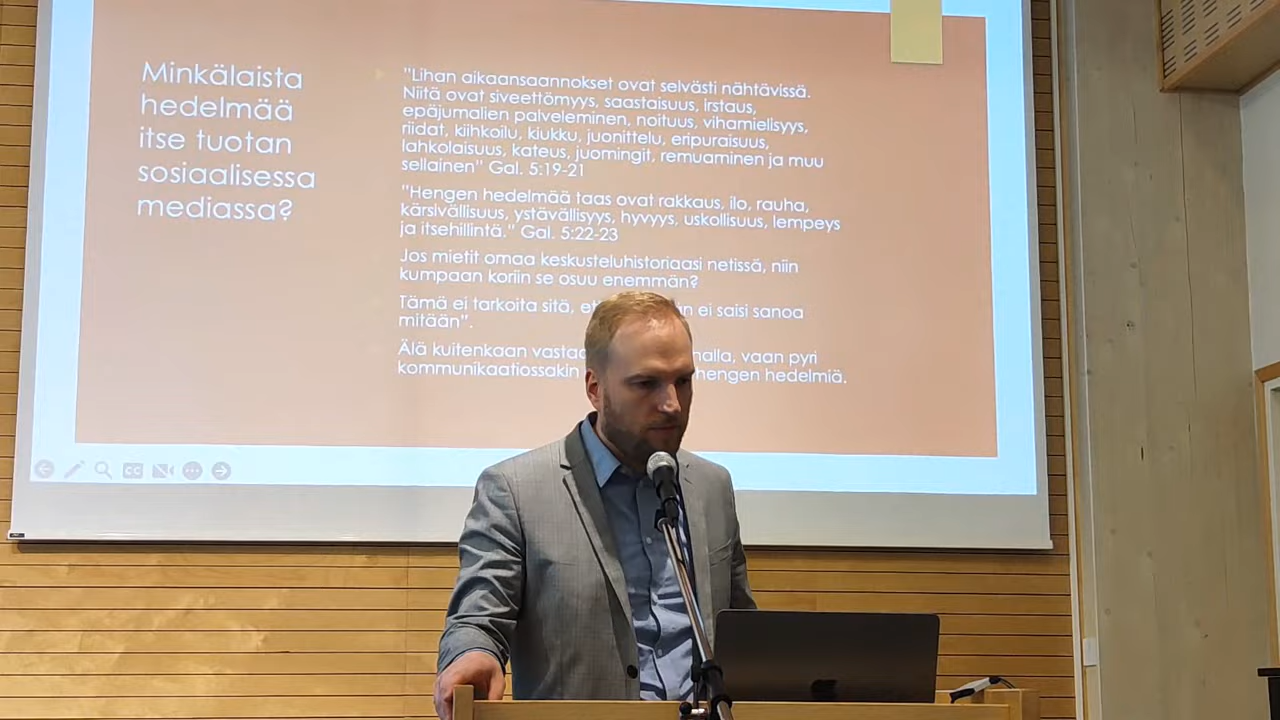 Minkälaista
hedelmää
itse tuotan
sosiaalisessa
mediassa?
"Lihan aikaansaannokset ovat selvästi nähtävissä.
Niitä ovat siveettömyys, saastaisuus, irstaus,
epäjumalien palveleminen, noituus, vihamielisyys,
riidat, kiihkoilu, kiukku, juonittelu, eripuraisuus,
lahkolaisuus, kateus, juomingit, remuaminen ja muu
sellainen" Gal. 5:19-21
"Hengen hedelmää taas ovat rakkaus, ilo, rauha,
kärsivällisuus, ystävällisyys, hyvyys, uskollisuus, lempeys
ja itsehillintä." Gal. 5:22-23
Jos mietit omaa keskusteluhistoriaasi netissä, niin
kumpaan koriin se osuu enemmän?
Tämä ei tarkoita sitä, ei saisi sanoa
mitään".
Älä kuitenkaan vaan pyri
kommunikaatiossakin hengen hedelmiä.
CC